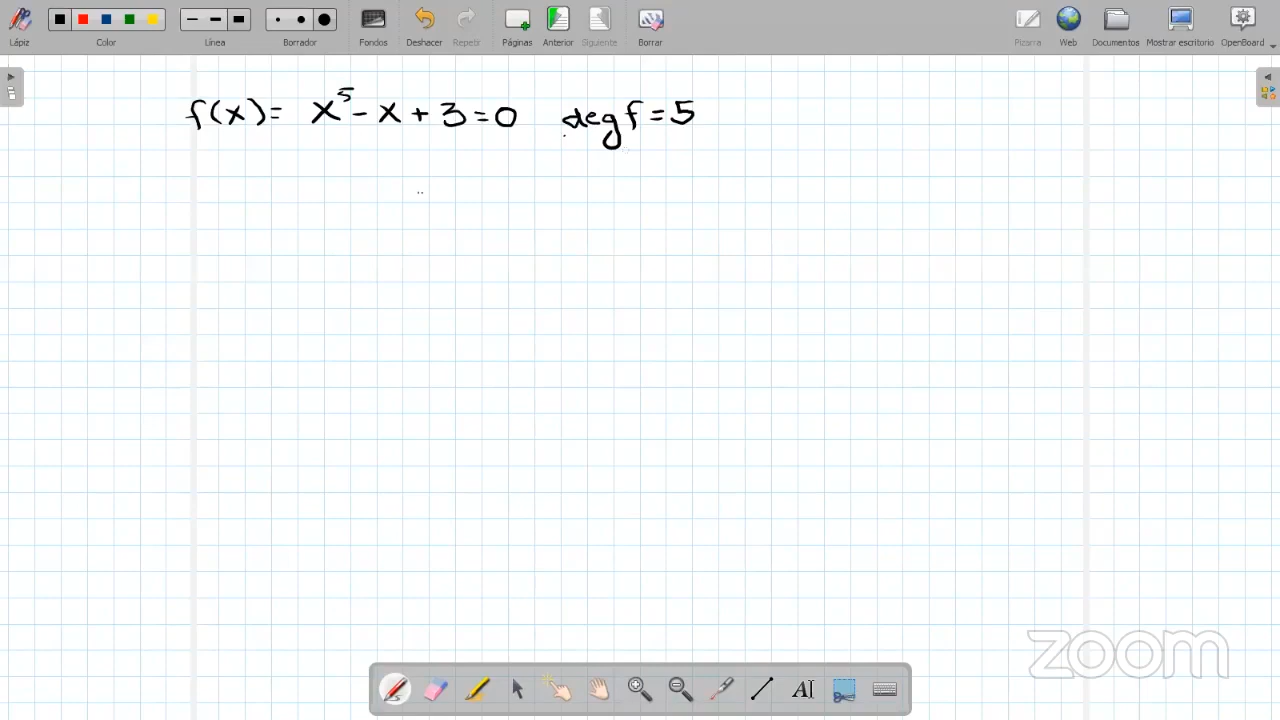 Lápiz Color Línea Borrador Fondos Deshacer Repetir Páginas Anterior Siguiente Borrar Pizarra Web Documentos Mostrar escritorio OpenBoard
f(x) = x⁵ - x + 3 = 0 deg f = 5
zoom